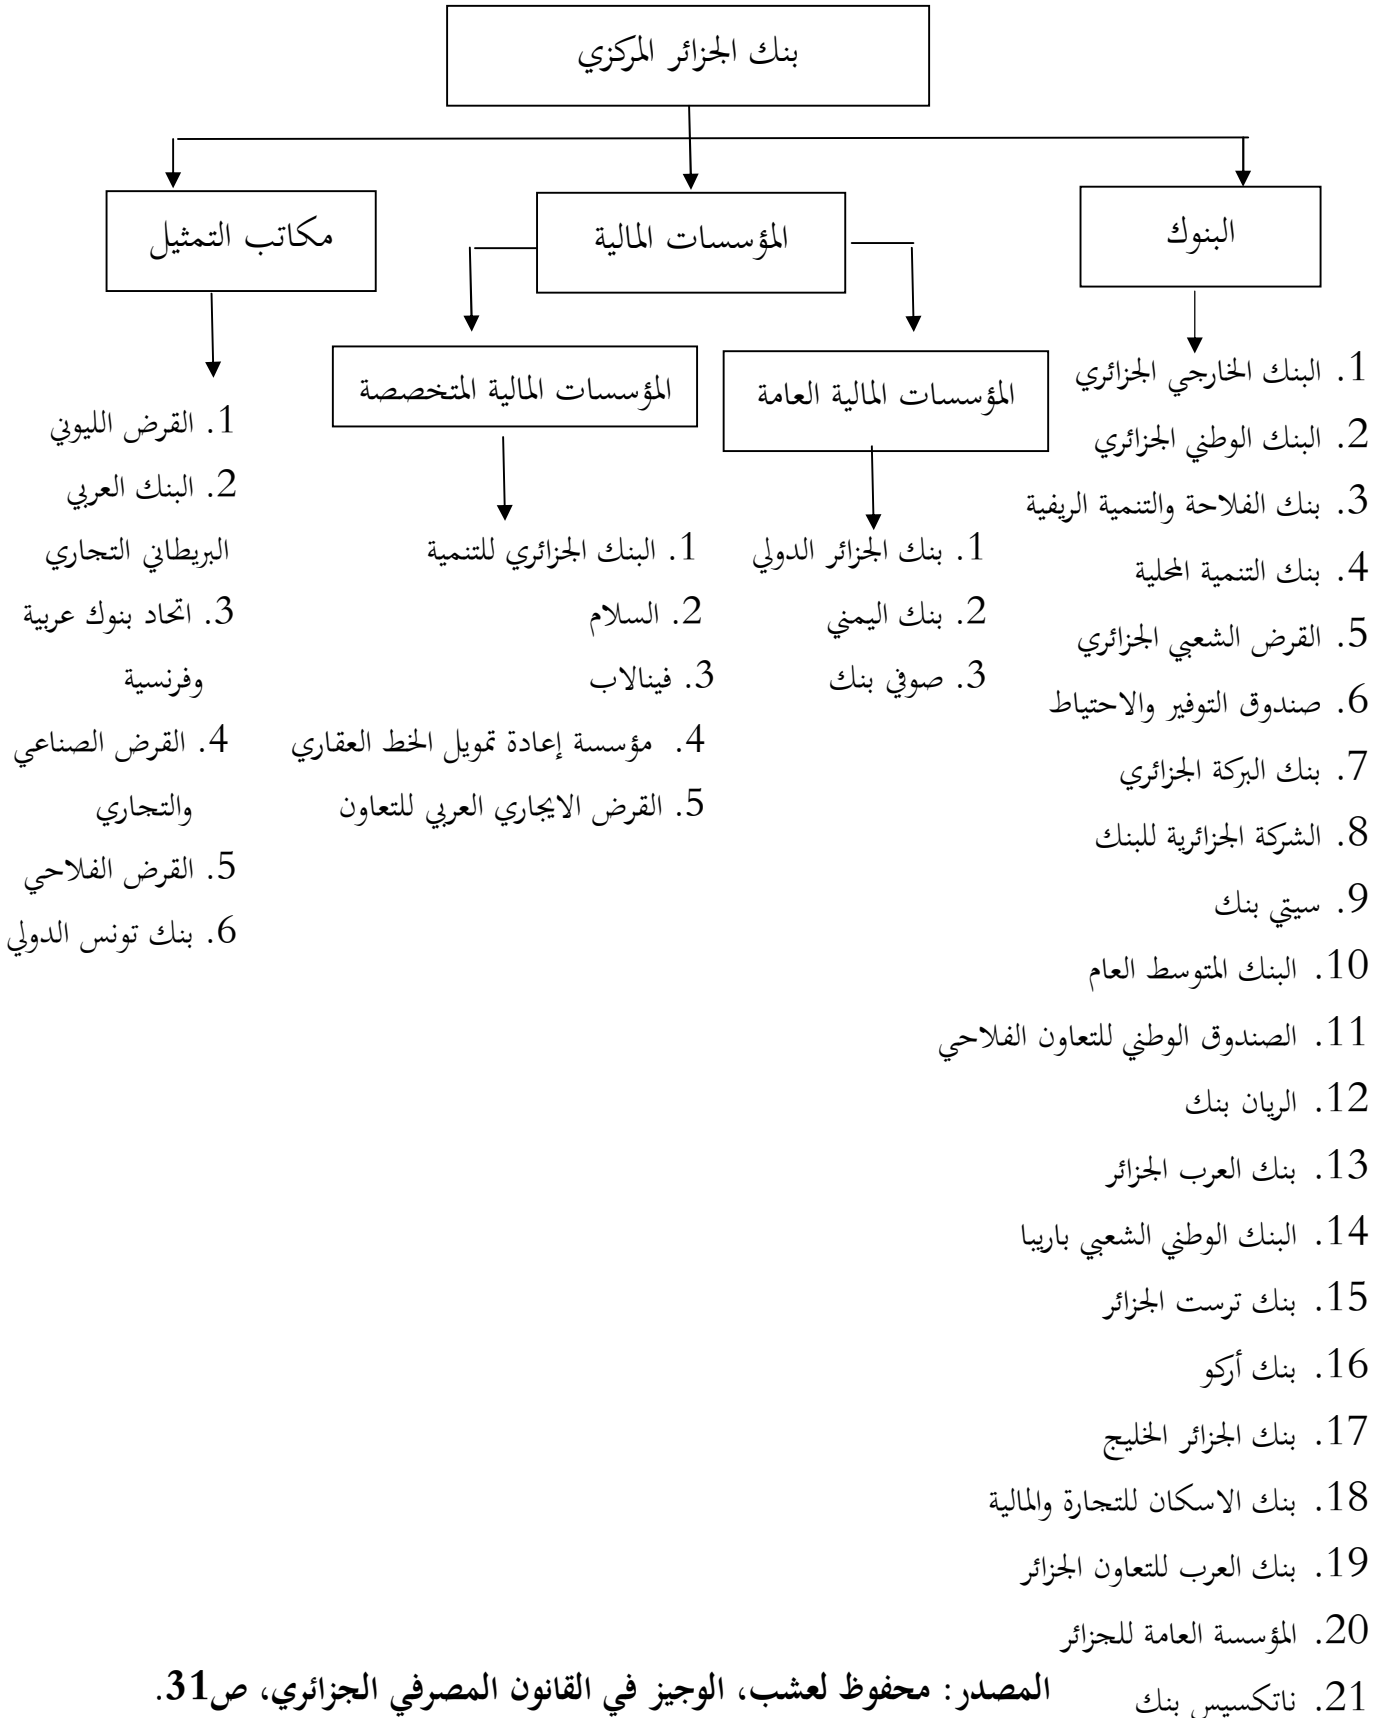 بنك الجزائر المركزي
البنوك
المؤسسات المالية
مكاتب التمثيل
1. البنك الخارجي الجزائري
2. البنك الوطني الجزائري
3. بنك الفلاحة والتنمية الريفية
4. بنك التنمية المحلية
5. القرض الشعبي الجزائري
6. صندوق التوفير والاحتياط
7. بنك البركة الجزائري
8. الشركة الجزائرية للبنك
9. سيتي بنك
10. البنك المتوسط العام
11. الصندوق الوطني للتعاون الفلاحي
12. الريان بنك
13. بنك العرب الجزائر
14. البنك الوطني الشعبي باريبا
15. بنك ترست الجزائر
16. بنك أركو
17. بنك الجزائر الخليج
18. بنك الاسكان للتجارة والمالية
19. بنك العرب للتعاون الجزائر
20. المؤسسة العامة للجزائر
21. ناتكسيس بنك
المؤسسات المالية العامة
1. بنك الجزائر الدولي
2. بنك اليمني
3. صوفي بنك
المؤسسات المالية المتخصصة
1. البنك الجزائري للتنمية
2. السلام
3. فينالاب
4. مؤسسة إعادة تمويل الخط العقاري
5. القرض الايجاري العربي للتعاون
1. القرض الليوني
2. البنك العربي
البريطاني التجاري
3. اتحاد بنوك عربية
وفرنسية
4. القرض الصناعي
والتجاري
5. القرض الفلاحي
6. بنك تونس الدولي
المصدر: محفوظ لعشب، الوجيز في القانون المصرفي الجزائري، ص31.